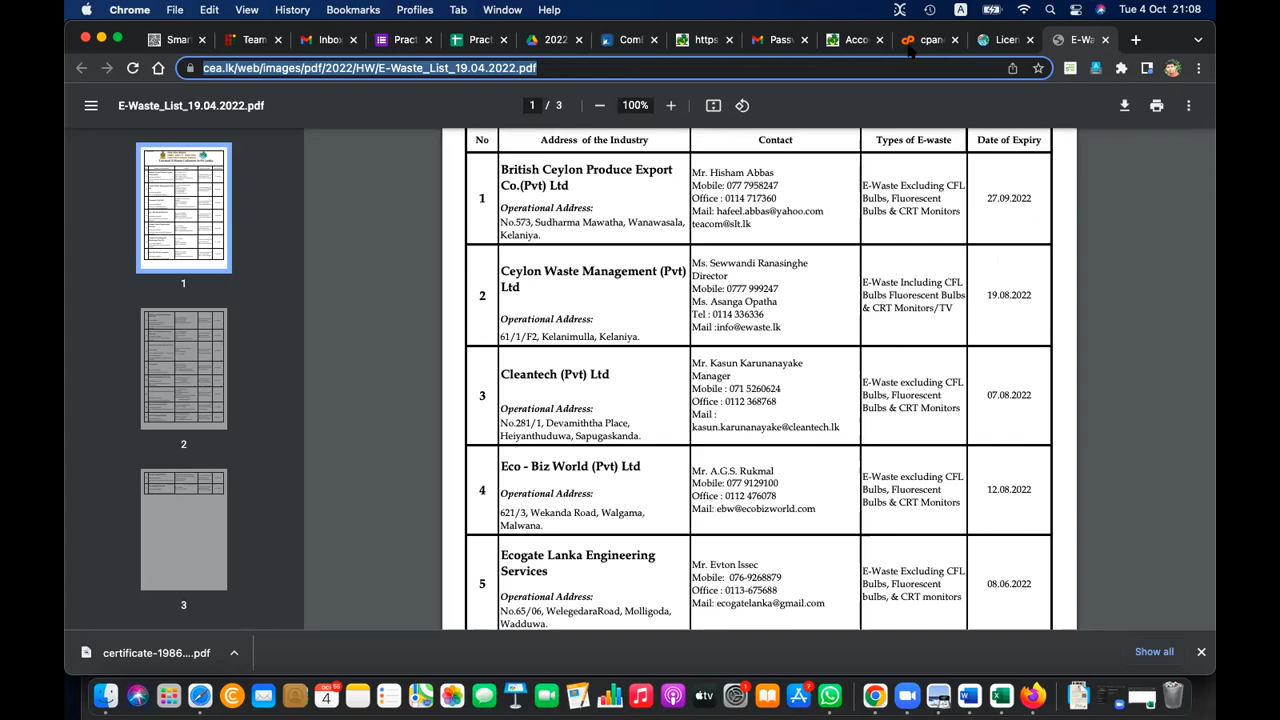 Chrome File Edit View History Bookmarks Profiles Tab Window Help A Tue 4 Oct 21:08
Smar Team Inbo Pract Pract 2022 Coml https: Pass Acco cpan Licen E-Wa
cea.lk/web/images/pdf/2022/HW/E-Waste_List_19.04.2022.pdf
E-Waste_List_19.04.2022.pdf 1 / 3 100%
No Address of the Industry Contact Types of E-waste Date of Expiry
1
British Ceylon Produce Export
Co.(Pvt) Ltd
Operational Address:
No.573, Sudharma Mawatha, Wanawasala,
Kelaniya.
Mr. Hisham Abbas
Mobile: 077 7958247
Office : 0114 717360
Mail: hafeel.abbas@yahoo.com
teacom@slt.lk
E-Waste Excluding CFL
Bulbs, Fluorescent
Bulbs & CRT Monitors
27.09.2022
2
Ceylon Waste Management (Pvt)
Ltd
Operational Address:
61/1/F2, Kelanimulla, Kelaniya.
Ms. Sewwandi Ranasinghe
Director
Mobile: 0777 999247
Ms. Asanga Opatha
Tel : 0114 336336
Mail :info@ewaste.lk
E-Waste Including CFL
Bulbs Fluorescent Bulbs
& CRT Monitors/TV
19.08.2022
3
Cleantech (Pvt) Ltd
Operational Address:
No.281/1, Devamiththa Place,
Heiyanthuduwa, Sapugaskanda.
Mr. Kasun Karunanayake
Manager
Mobile : 071 5260624
Office : 0112 368768
Mail :
kasun.karunanayake@cleantech.lk
E-Waste excluding CFL
Bulbs, Fluorescent
Bulbs & CRT Monitors
07.08.2022
4
Eco - Biz World (Pvt) Ltd
Operational Address:
621/3, Wekanda Road, Walgama,
Malwana.
Mr. A.G.S. Rukmal
Mobile: 077 9129100
Office : 0112 476078
Mail: ebw@ecobizworld.com
E-Waste excluding CFL
Bulbs, Fluorescent
Bulbs & CRT Monitors
12.08.2022
5
Ecogate Lanka Engineering
Services
Operational Address:
No.65/06, WelegedaraRoad, Molligoda,
Wadduwa.
Mr. Evton Issec
Mobile: 076-9268879
Office : 0113-675688
Mail: ecogatelanka@gmail.com
E-Waste Excluding CFL
Bulbs, Fluorescent
bulbs, & CRT monitors
08.06.2022
1
2
3
certificate-1986....pdf Show all